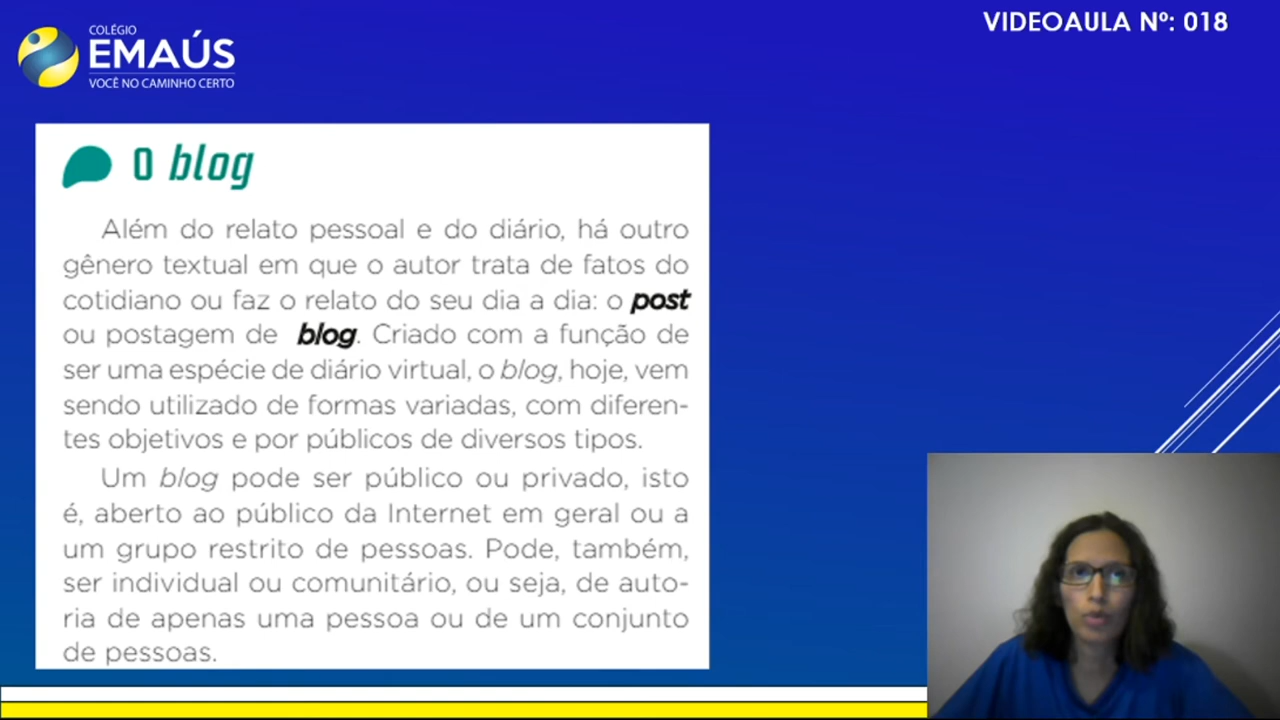 COLÉGIO
EMAÚS
VOCÊ NO CAMINHO CERTO
VIDEOAULA Nº: 018
O blog
Além do relato pessoal e do diário, há outro
gênero textual em que o autor trata de fatos do
cotidiano ou faz o relato do seu dia a dia: o post
ou postagem de blog. Criado com a função de
ser uma espécie de diário virtual, o blog, hoje, vem
sendo utilizado de formas variadas, com diferen-
tes objetivos e por públicos de diversos tipos.
Um blog pode ser público ou privado, isto
é, aberto ao público da Internet em geral ou a
um grupo restrito de pessoas. Pode, também,
ser individual ou comunitário, ou seja, de auto-
ria de apenas uma pessoa ou de um conjunto
de pessoas.